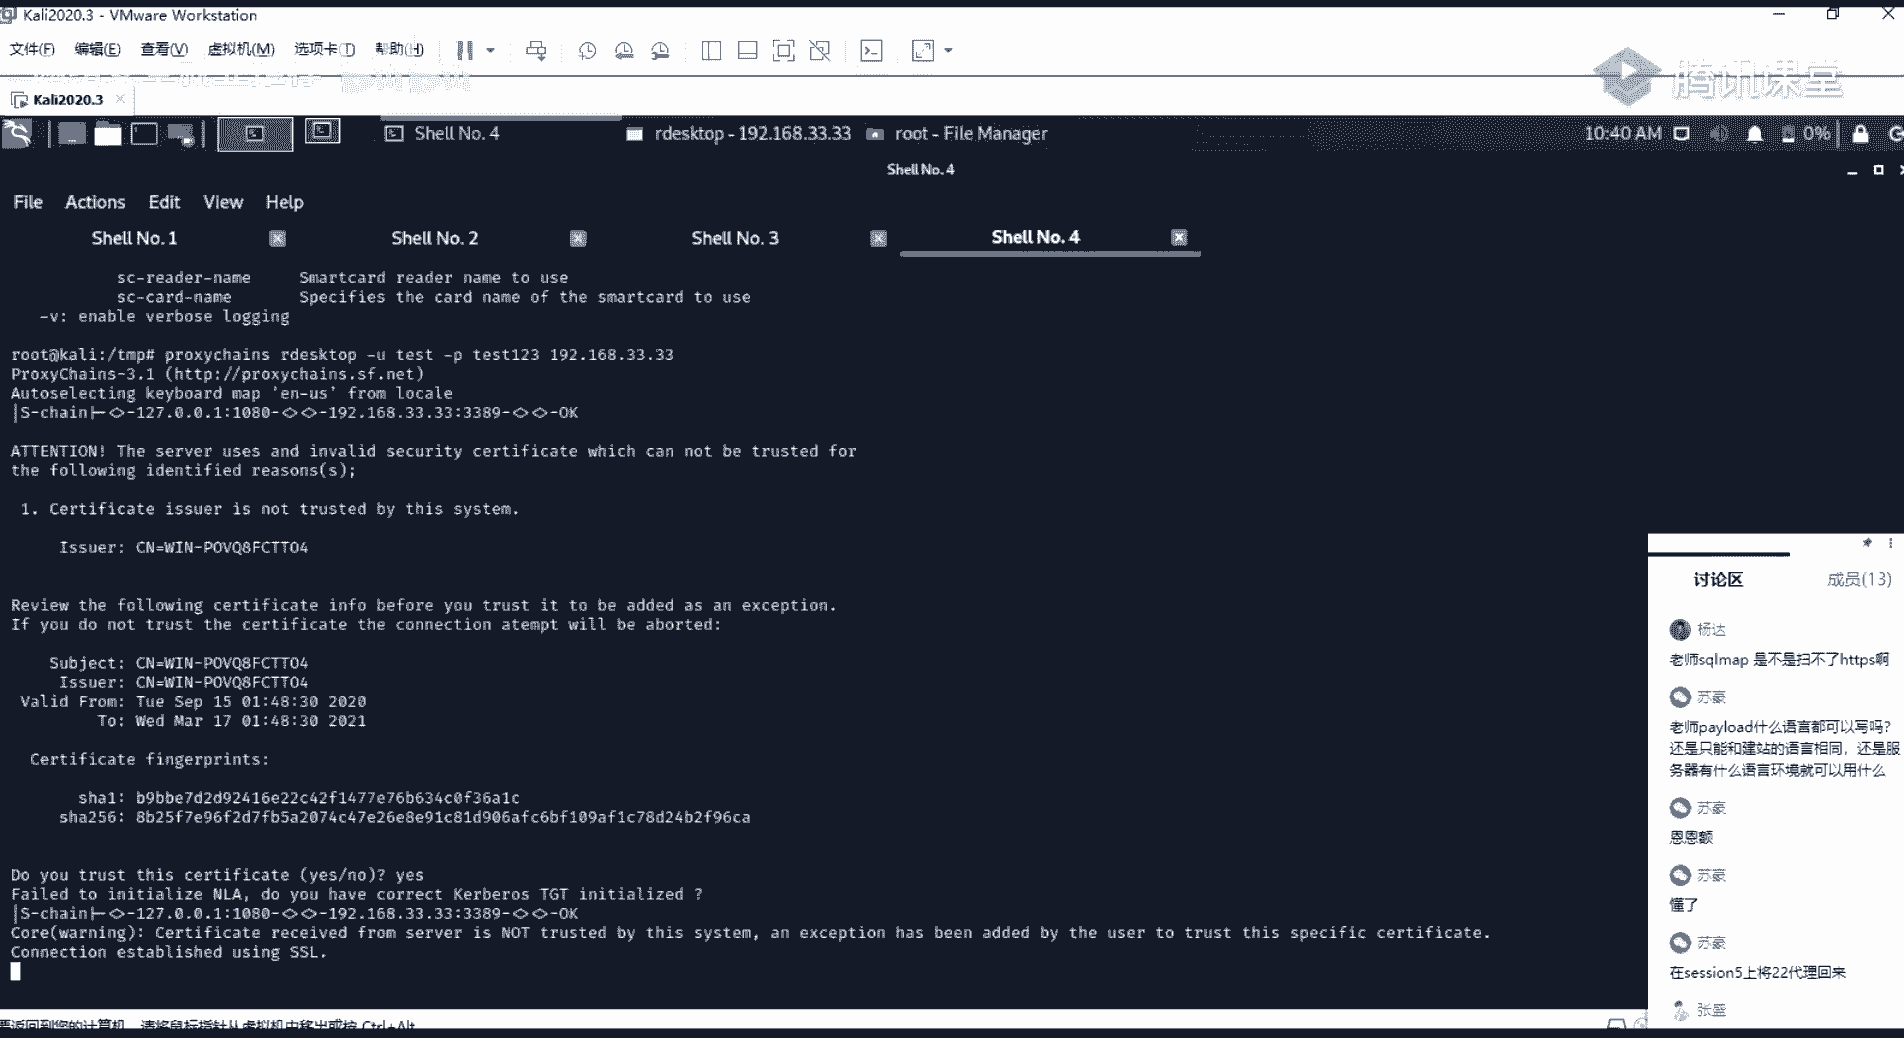 Kali2020.3 - VMware Workstation
文件(F) 编辑(E) 查看(V) 虚拟机(M) 选项卡(T) 帮助(H)
腾讯课堂
Kali2020.3
Shell No. 4 rdesktop - 192.168.33.33 root - File Manager 10:40 AM 0%
Shell No. 4
File Actions Edit View Help
Shell No. 1 Shell No. 2 Shell No. 3 Shell No. 4
sc-reader-name Smartcard reader name to use
sc-card-name Specifies the card name of the smartcard to use
-v: enable verbose logging
root@kali:/tmp# proxychains rdesktop -u test -p test123 192.168.33.33
ProxyChains-3.1 (http://proxychains.sf.net)
Autoselecting keyboard map 'en-us' from locale
|S-chain|-<>-127.0.0.1:1080-<><>-192.168.33.33:3389-<><>-OK
ATTENTION! The server uses and invalid security certificate which can not be trusted for
the following identified reasons(s);
1. Certificate issuer is not trusted by this system.
Issuer: CN=WIN-POVQ8FCTTO4
Review the following certificate info before you trust it to be added as an exception.
If you do not trust the certificate the connection atempt will be aborted:
Subject: CN=WIN-POVQ8FCTTO4
Issuer: CN=WIN-POVQ8FCTTO4
Valid From: Tue Sep 15 01:48:30 2020
To: Wed Mar 17 01:48:30 2021
Certificate fingerprints:
sha1: b9bbe7d2d92416e22c42f1477e76b634c0f36a1c
sha256: 8b25f7e96f2d7fb5a2074c47e26e8e91c81d906afc6bf109af1c78d24b2f96ca
Do you trust this certificate (yes/no)? yes
Failed to initialize NLA, do you have correct Kerberos TGT initialized ?
|S-chain|-<>-127.0.0.1:1080-<><>-192.168.33.33:3389-<><>-OK
Core(warning): Certificate received from server is NOT trusted by this system, an exception has been added by the user to trust this specific certificate.
Connection established using SSL.
讨论区 成员(13)
杨达
老师sqlmap 是不是扫不了https啊
苏豪
老师payload什么语言都可以写吗?
还是只能和建站的语言相同，还是服
务器有什么语言环境就可以用什么
苏豪
恩恩额
苏豪
懂了
苏豪
在session5上将22代理回来
张盛
要返回到您的计算机，请将鼠标指针从虚拟机中移出或按 Ctrl+Alt